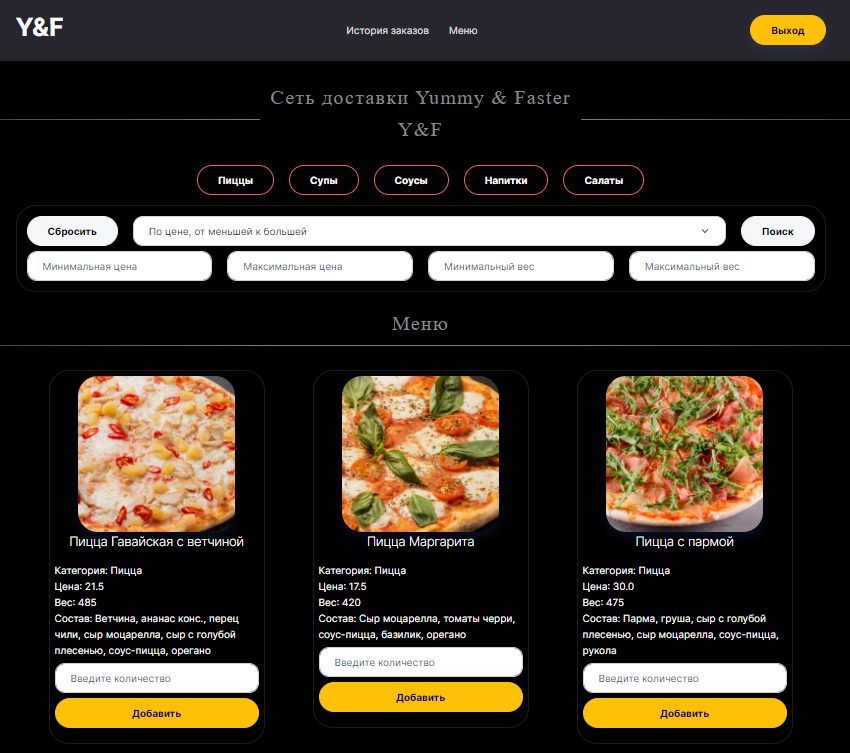 Y&F
История заказов
Меню
Выход
Сеть доставки Yummy & Faster
Y&F
Пиццы
Супы
Соусы
Напитки
Салаты
Сбросить
По цене, от меньшей к большей
Поиск
Минимальная цена
Максимальная цена
Минимальный вес
Максимальный вес
Меню
Пицца Гавайская с ветчиной
Категория: Пицца
Цена: 21.5
Вес: 485
Состав: Ветчина, ананас конс., перец
чили, сыр моцарелла, сыр с голубой
плесенью, соус-пицца, орегано
Введите количество
Добавить
Пицца Маргарита
Категория: Пицца
Цена: 17.5
Вес: 420
Состав: Сыр моцарелла, томаты черри,
соус-пицца, базилик, орегано
Введите количество
Добавить
Пицца с пармой
Категория: Пицца
Цена: 30.0
Вес: 475
Состав: Парма, груша, сыр с голубой
плесенью, сыр моцарелла, соус-пицца,
рукола
Введите количество
Добавить